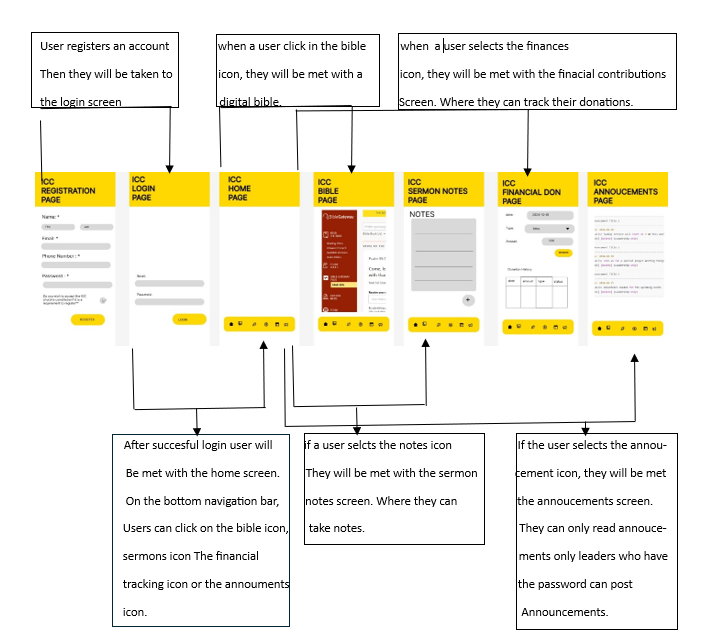 User registers an account
Then they will be taken to
the login screen
when a user click in the bible
icon, they will be met with a
digital bible.
when a user selects the finances
icon, they will be met with the finacial contributions
Screen. Where they can track their donations.
ICC
REGISTRATION
PAGE
Name: *
Email: *
Phone Number: *
Password: *
REGISTER
ICC
LOGIN
PAGE
Email:
Password:
LOGIN
ICC
HOME
PAGE
ICC
BIBLE
PAGE
BibleGateway
ICC
SERMON NOTES
PAGE
NOTES
+
ICC
FINANCIAL DON
PAGE
date:
Type:
Amount:
Donation history
date amount type status
ICC
ANNOUCEMENTS
PAGE
After succesful login user will
Be met with the home screen.
On the bottom navigation bar,
Users can click on the bible icon,
sermons icon The financial
tracking icon or the annouments
icon.
if a user selcts the notes icon
They will be met with the sermon
notes screen. Where they can
take notes.
If the user selects the annou-
cement icon, they will be met
the annoucements screen.
They can only read annouce-
ments only leaders who have
the password can post
Announcements.